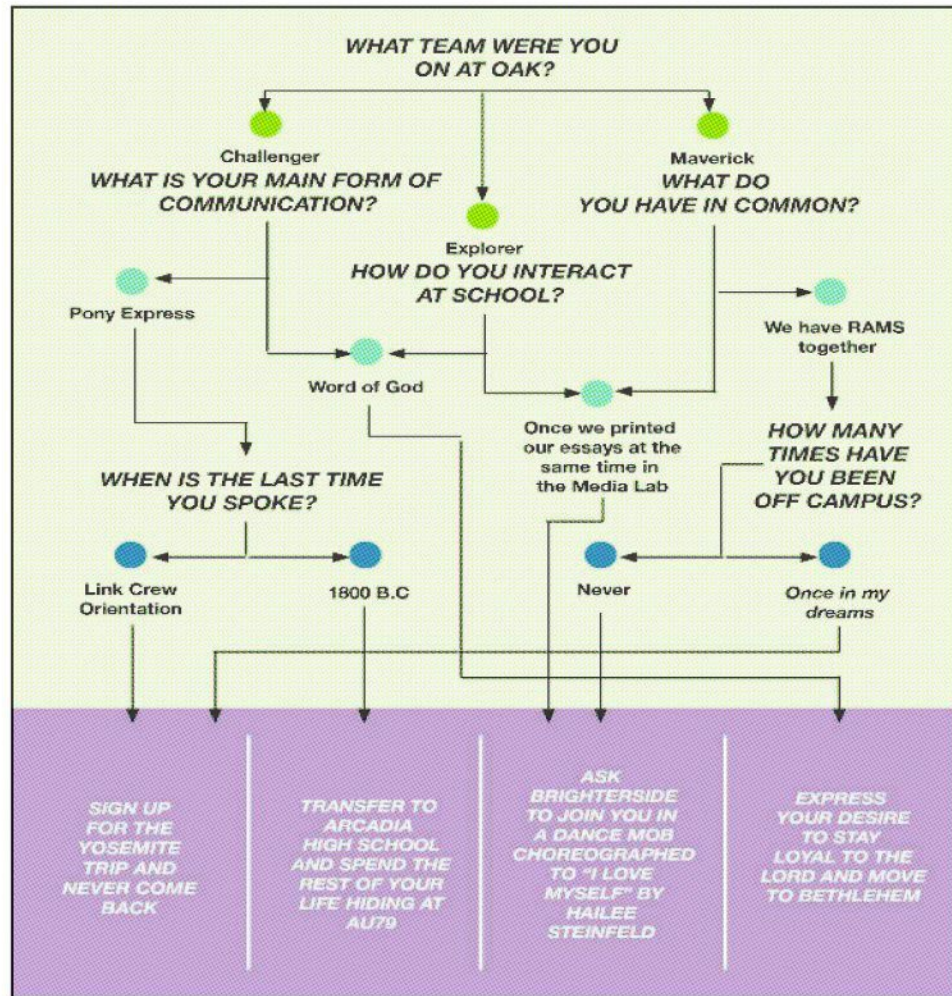 WHAT TEAM WERE YOU
ON AT OAK?
Challenger
WHAT IS YOUR MAIN FORM OF
COMMUNICATION?
Maverick
WHAT DO
YOU HAVE IN COMMON?
Explorer
HOW DO YOU INTERACT
AT SCHOOL?
Pony Express
We have RAMS
together
Word of God
Once we printed
our essays at the
same time in
the Media Lab
HOW MANY
TIMES HAVE
YOU BEEN
OFF CAMPUS?
WHEN IS THE LAST TIME
YOU SPOKE?
Link Crew
Orientation
1800 B.C
Never
Once in my
dreams
SIGN UP
FOR THE
YOSEMITE
TRIP AND
NEVER COME
BACK
TRANSFER TO
ARCADIA
HIGH SCHOOL
AND SPEND THE
REST OF YOUR
LIFE HIDING AT
AU79
ASK
BRIGHTERSIDE
TO JOIN YOU IN
A DANCE MOB
CHOREOGRAPHED
TO "I LOVE
MYSELF" BY
HAILEE
STEINFELD
EXPRESS
YOUR DESIRE
TO STAY
LOYAL TO THE
LORD AND MOVE
TO BETHLEHEM